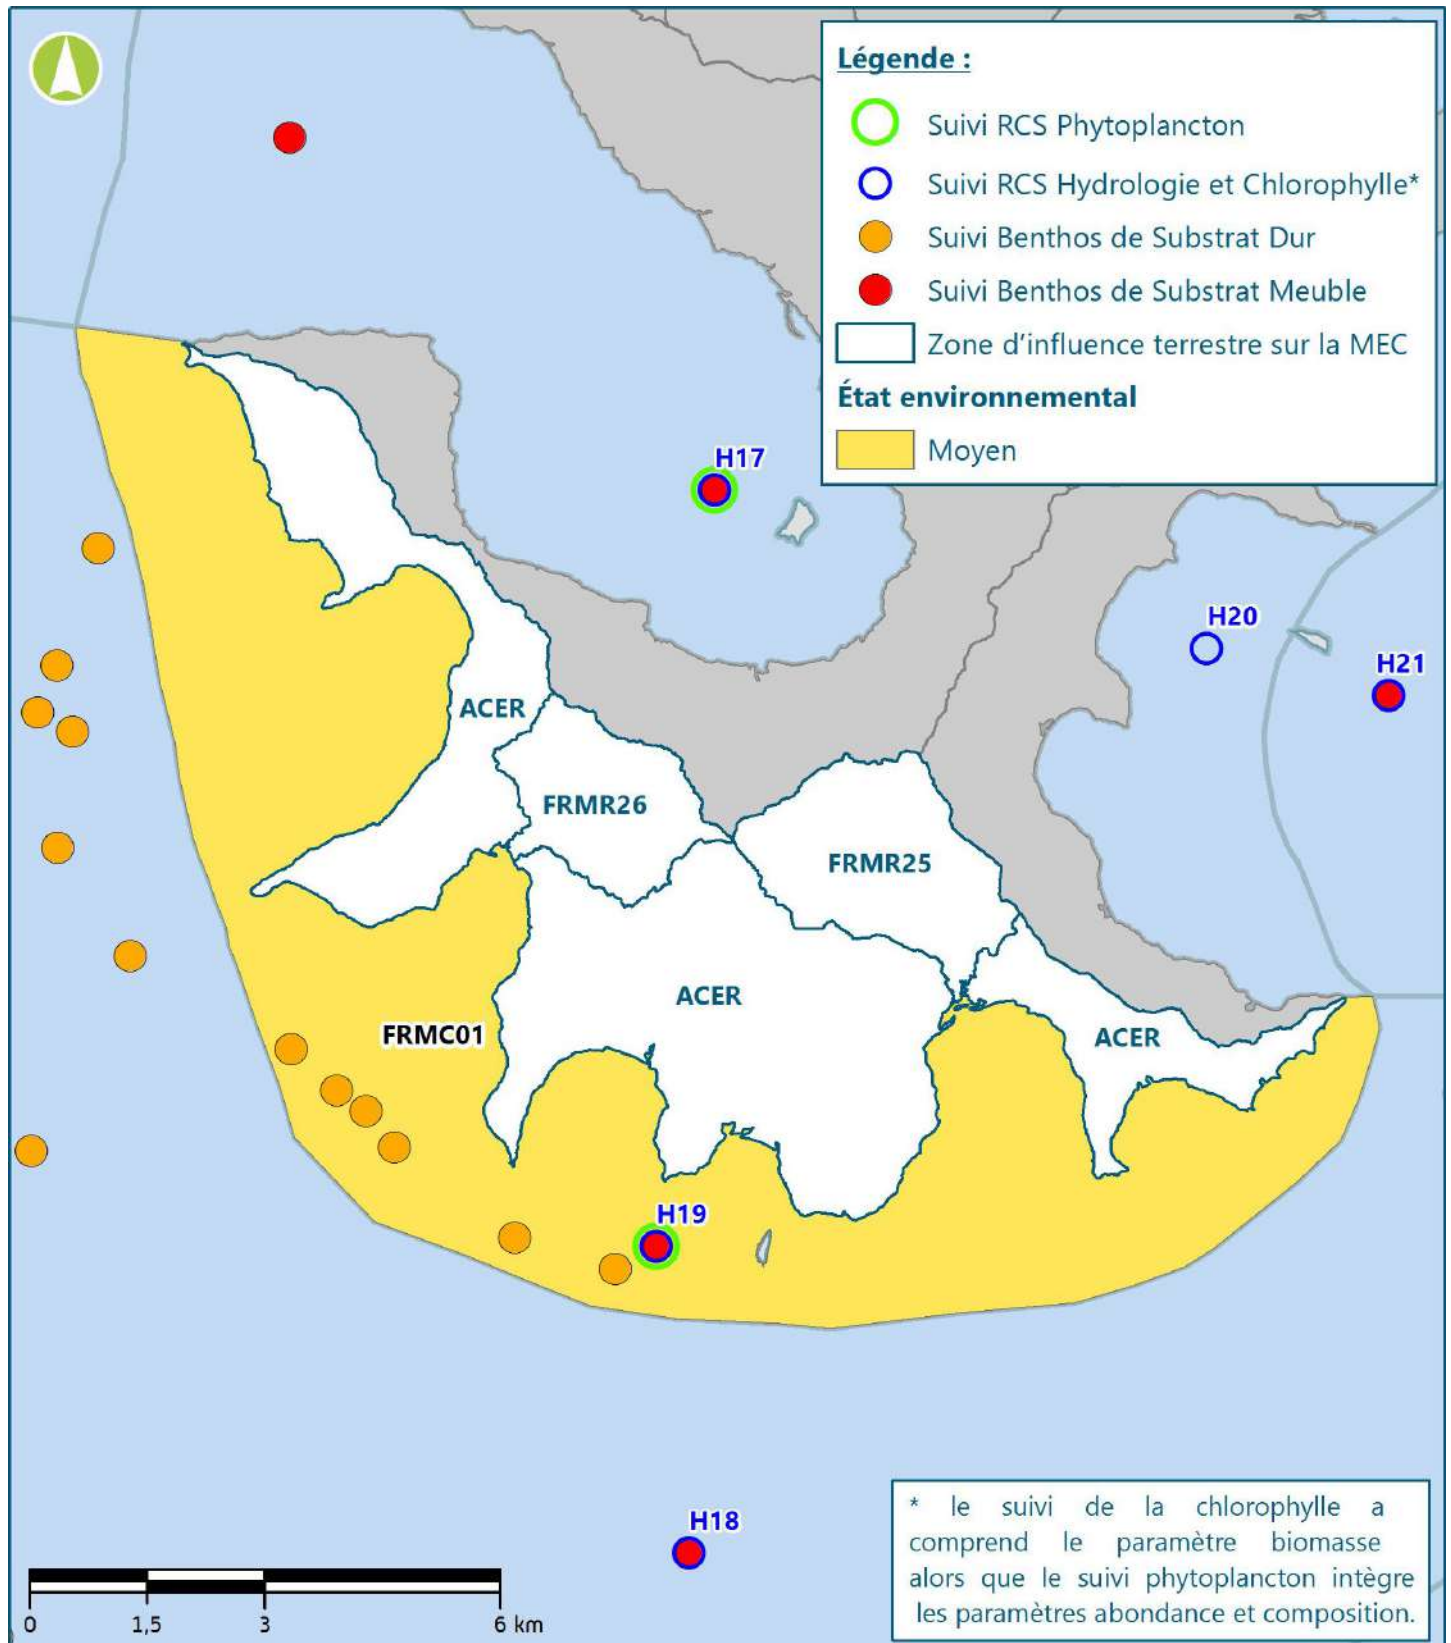 Légende :
Suivi RCS Phytoplancton
Suivi RCS Hydrologie et Chlorophylle*
Suivi Benthos de Substrat Dur
Suivi Benthos de Substrat Meuble
Zone d'influence terrestre sur la MEC
État environnemental
Moyen
H17
H20
H21
ACER
FRMR26
FRMR25
ACER
FRMC01
ACER
H19
H18
0 1,5 3 6 km
* le suivi de la chlorophylle a
comprend le paramètre biomasse
alors que le suivi phytoplancton intègre
les paramètres abondance et composition.